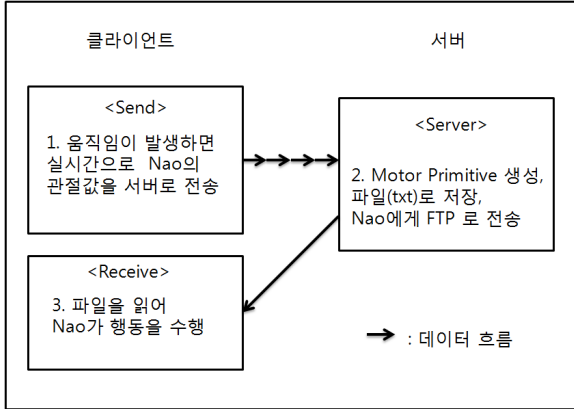 클라이언트
서버
<Send>
1. 움직임이 발생하면
실시간으로 Nao의
관절값을 서버로 전송
<Server>
2. Motor Primitive 생성,
파일(txt)로 저장,
Nao에게 FTP 로 전송
<Receive>
3. 파일을 읽어
Nao가 행동을 수행
: 데이터 흐름